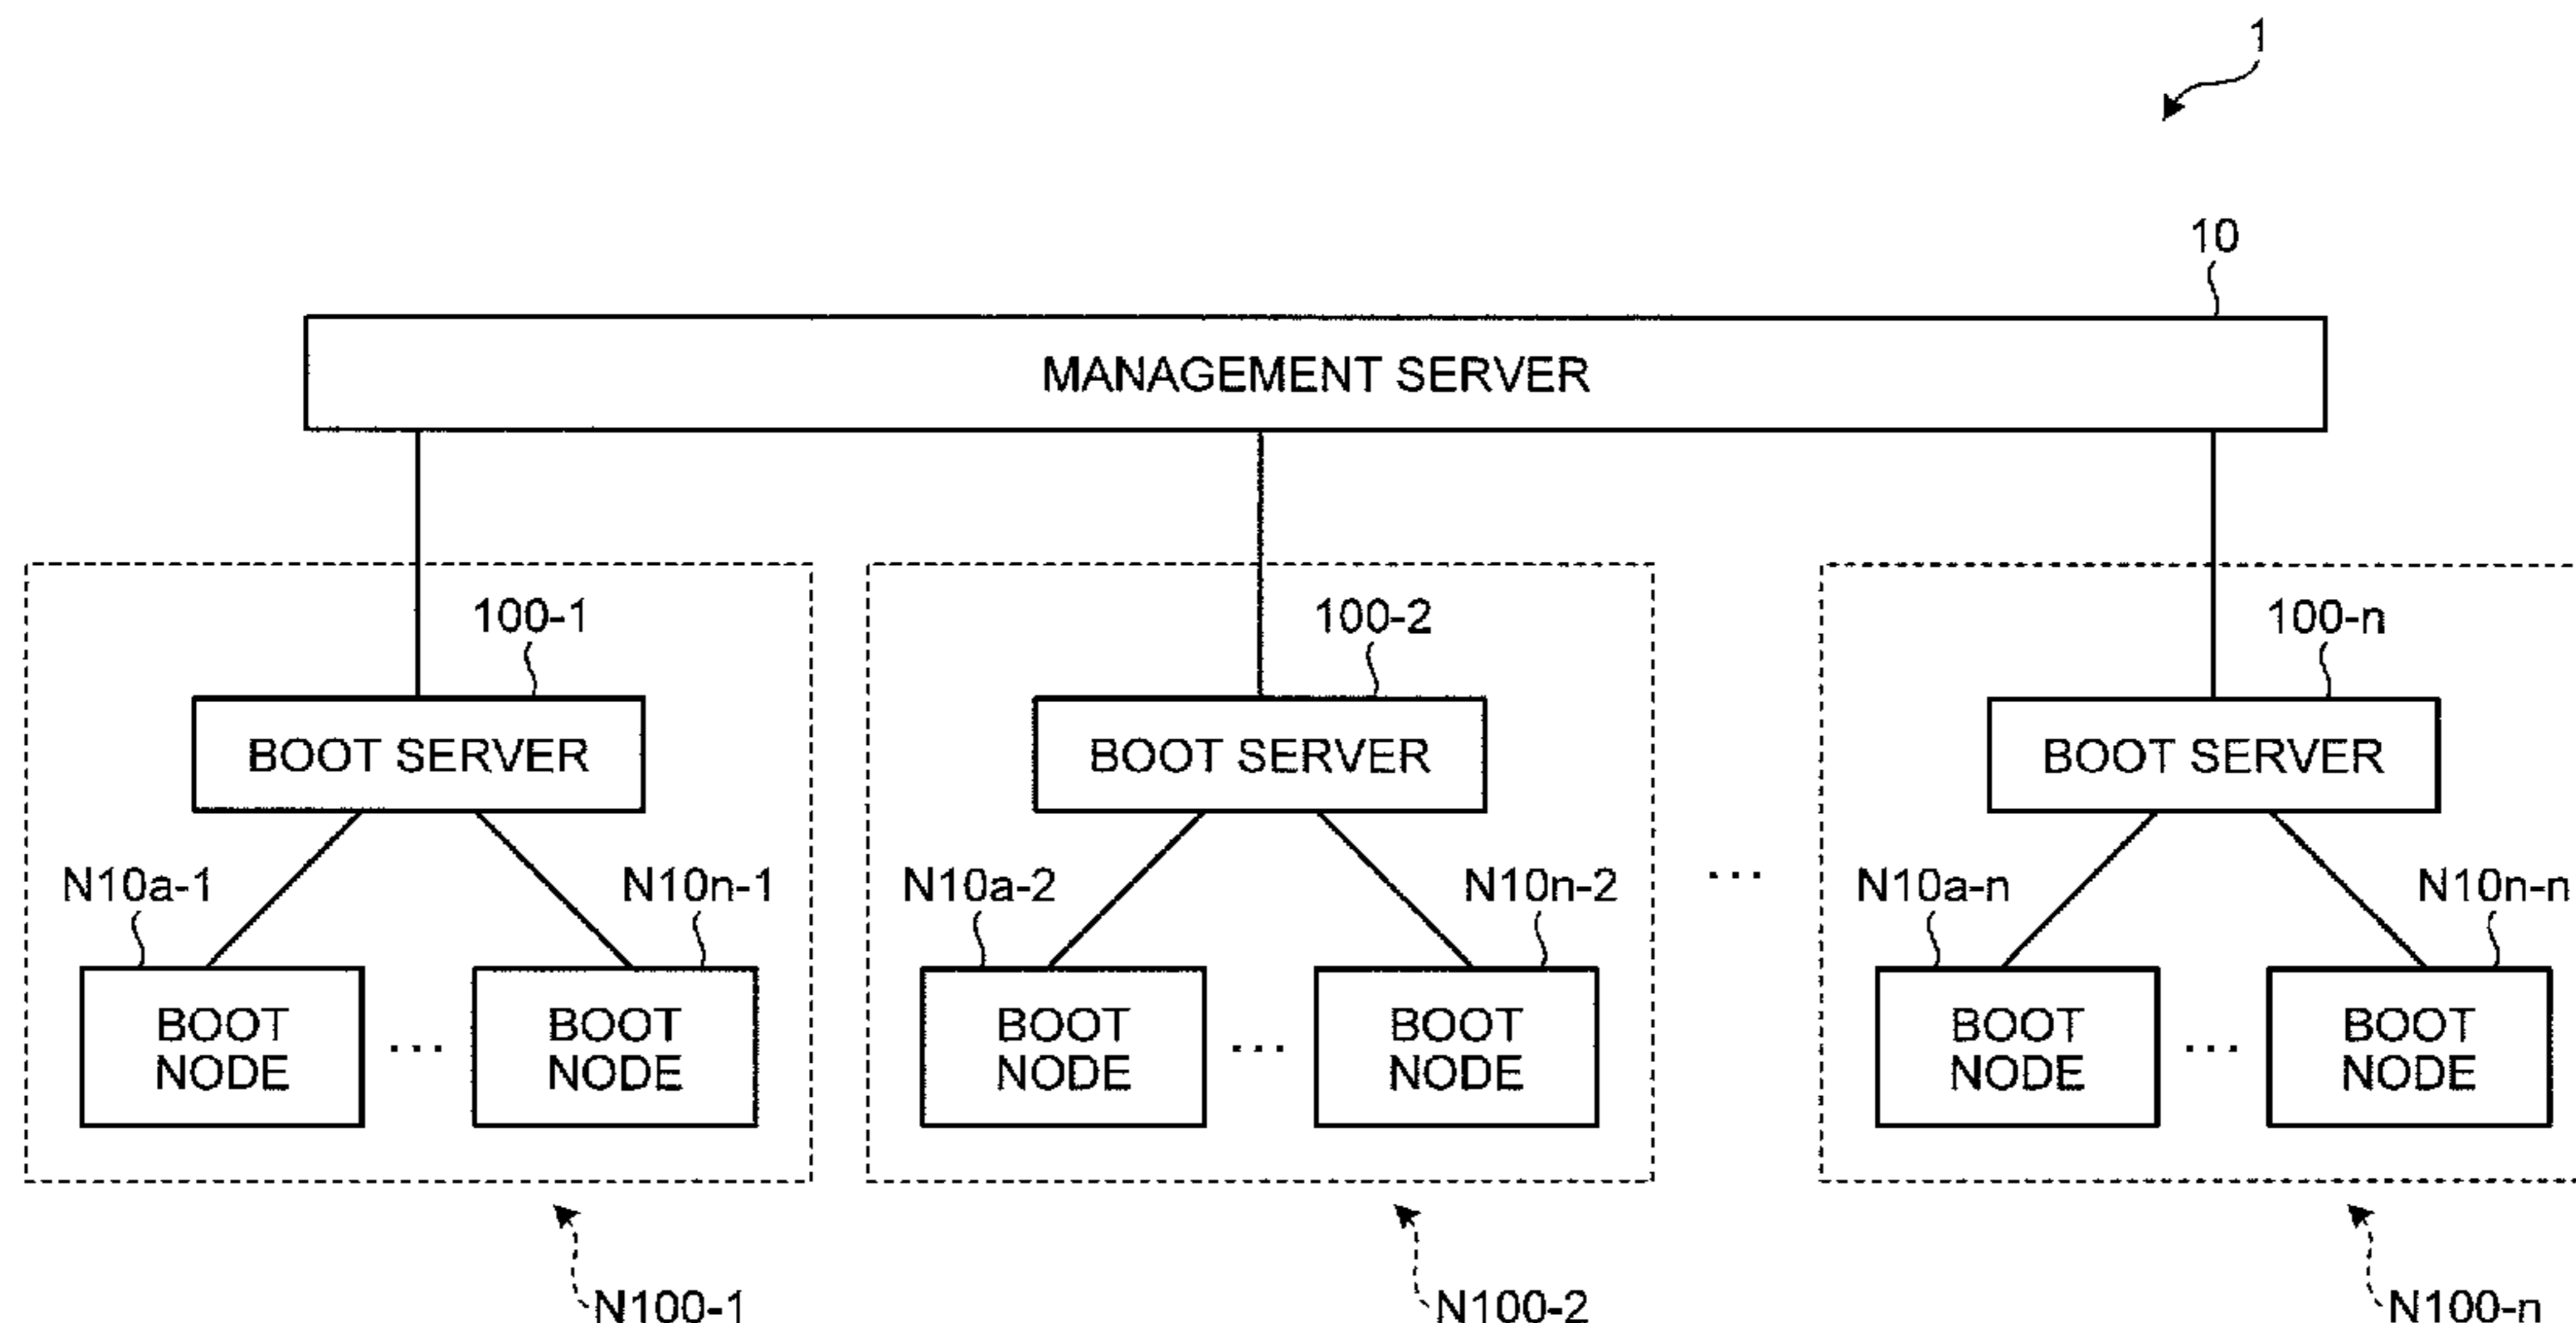 1
10
MANAGEMENT SERVER
100-1
100-2
100-n
BOOT SERVER
BOOT SERVER
BOOT SERVER
N10a-1
N10n-1
N10a-2
N10n-2
...
N10a-n
N10n-n
BOOT
NODE
...
BOOT
NODE
BOOT
NODE
...
BOOT
NODE
BOOT
NODE
...
BOOT
NODE
N100-1
N100-2
N100-n